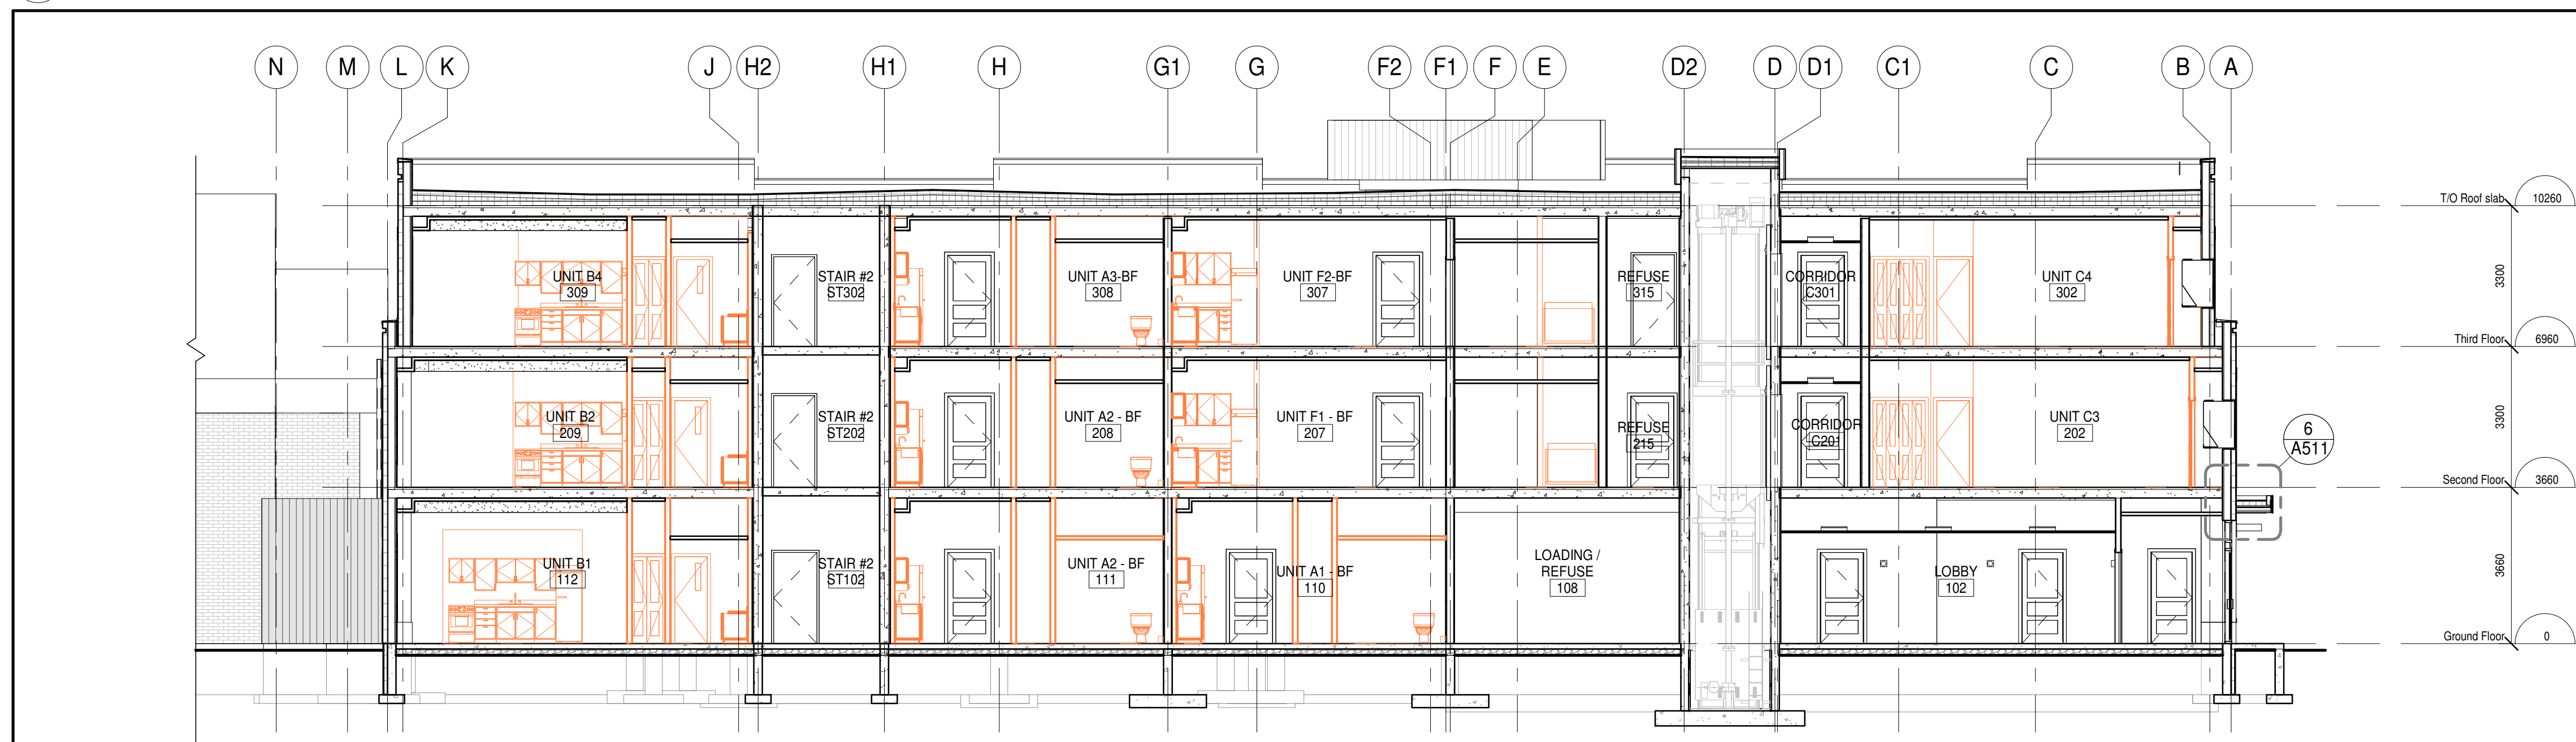 N M L K J H2 H1 H G1 G F2 F1 F E D2 D D1 C1 C B A
T/O Roof slab 10260
3300
UNIT B4
309
STAIR #2
ST302
UNIT A3-BF
308
UNIT F2-BF
307
REFUSE
315
CORRIDOR
C301
UNIT C4
302
Third Floor 6960
3300
UNIT B2
209
STAIR #2
ST202
UNIT A2 - BF
208
UNIT F1 - BF
207
REFUSE
215
CORRIDOR
C201
UNIT C3
202
6
A511
Second Floor 3660
3660
UNIT B1
112
STAIR #2
ST102
UNIT A2 - BF
111
UNIT A1 - BF
110
LOADING /
REFUSE
108
LOBBY
102
Ground Floor 0